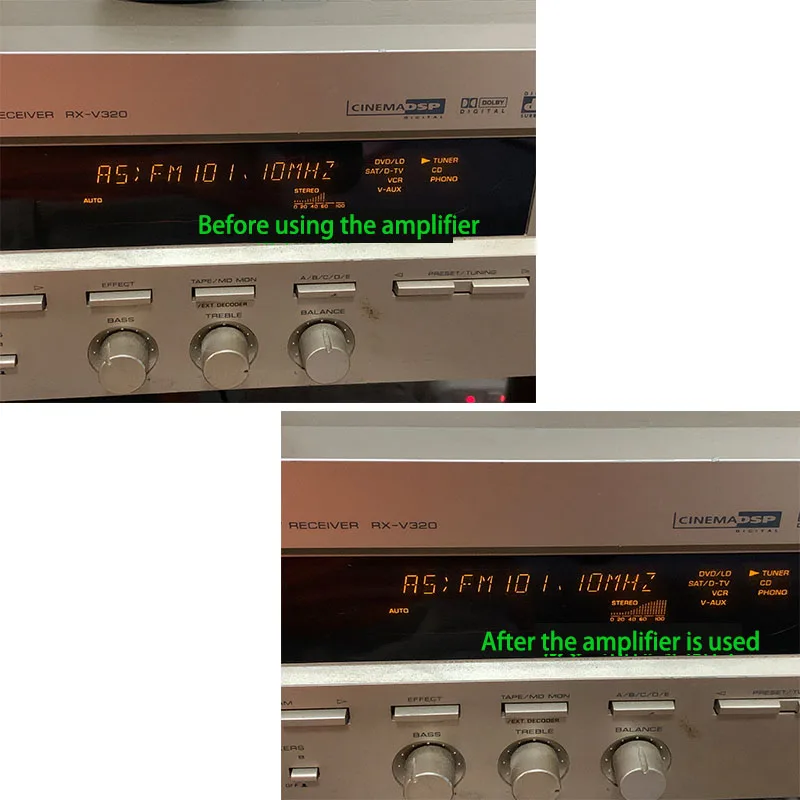 RECEIVER RX-V320
CINEMA DSP
DIGITAL
DOLBY
DIGITAL
AS:FM 101.10MHZ
AUTO
STEREO
0 20 40 60 100
DVD/LD
SAT/D-TV
VCR
V-AUX
TUNER
CD
PHONO
Before using the amplifier
EFFECT
TAPE/MD MON
A/B/C/D/E
PRESET/TUNING
/EXT. DECODER
BASS
TREBLE
BALANCE
RECEIVER RX-V320
CINEMA DSP
DIGITAL
AS:FM 101.10MHZ
AUTO
STEREO
0 20 40 60 100
DVD/LD
SAT/D-TV
VCR
V-AUX
TUNER
CD
PHONO
After the amplifier is used
EFFECT
TAPE/MD MON
A/B/C/D/E
PRESET/TU
/EXT. DECODER
BASS
TREBLE
BALANCE
B